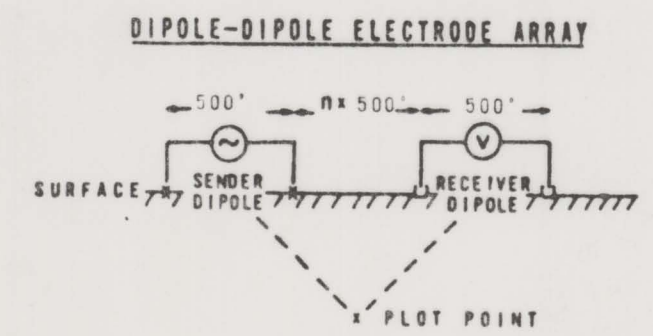 DIPOLE-DIPOLE ELECTRODE ARRAY
500' n x 500' 500'
~ V
SURFACE SENDER DIPOLE RECEIVER DIPOLE
x PLOT POINT